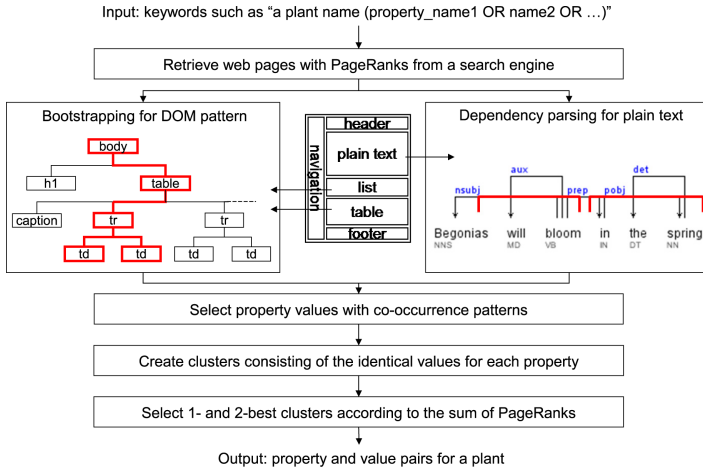 Input: keywords such as “a plant name (property_name1 OR name2 OR …)”
Retrieve web pages with PageRanks from a search engine
Bootstrapping for DOM pattern
body
h1
table
caption
tr
tr
td
td
td
td
navigation
header
plain text
list
table
footer
Dependency parsing for plain text
aux
det
nsubj
prep
pobj
Begonias will bloom in the spring
NNS MD VB IN DT NN
Select property values with co-occurrence patterns
Create clusters consisting of the identical values for each property
Select 1- and 2-best clusters according to the sum of PageRanks
Output: property and value pairs for a plant